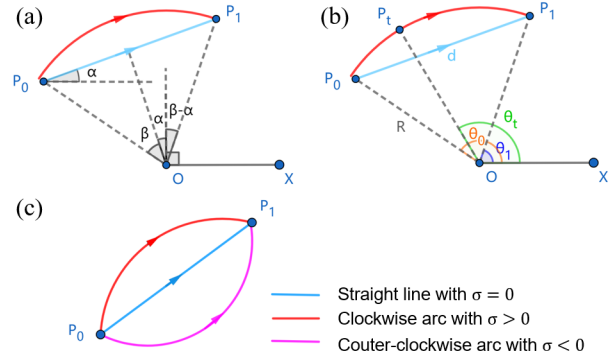 (a)
P1
P0
α
β
α
β-α
O
X
(b)
Pt
P1
P0
d
R
θt
θ0
θ1
O
X
(c)
P1
P0
Straight line with σ = 0
Clockwise arc with σ > 0
Couter-clockwise arc with σ < 0